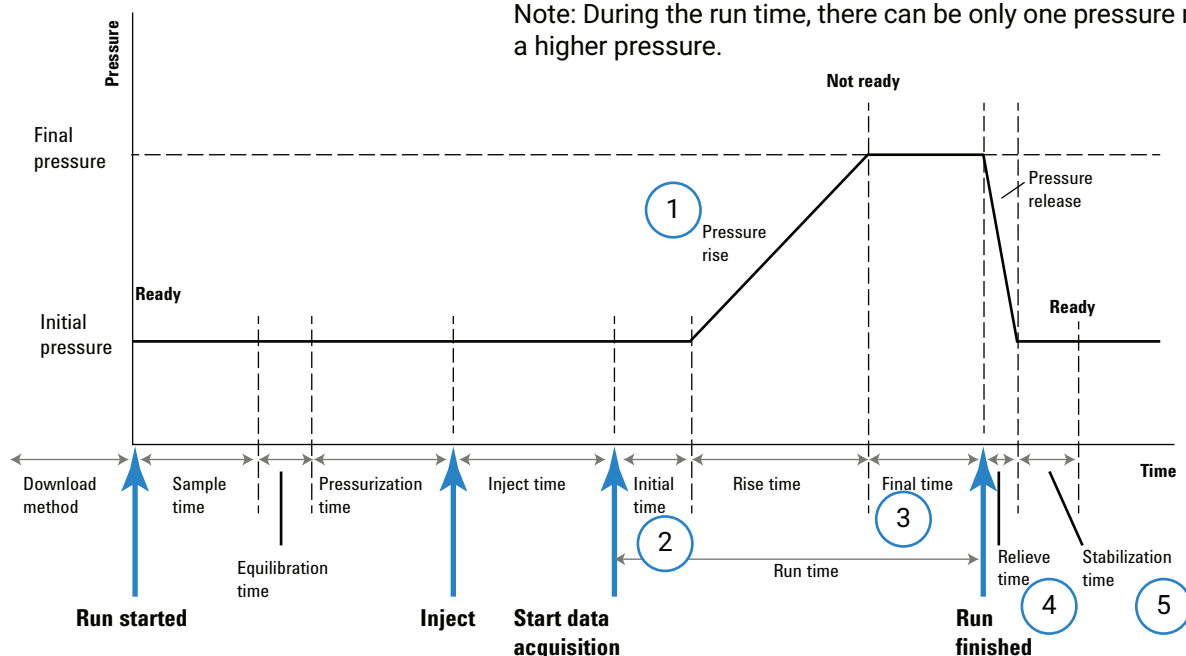 Note: During the run time, there can be only one pressure
a higher pressure.
Pressure
Not ready
Final
pressure
Pressure
release
1
Pressure
rise
Ready
Ready
Initial
pressure
Time
Download
method
Sample
time
Pressurization
time
Inject time
Initial
time
Rise time
Final time
3
2
Equilibration
time
Run time
Relieve
time
Stabilization
time
4
5
Run started
Inject
Start data
acquisition
Run
finished